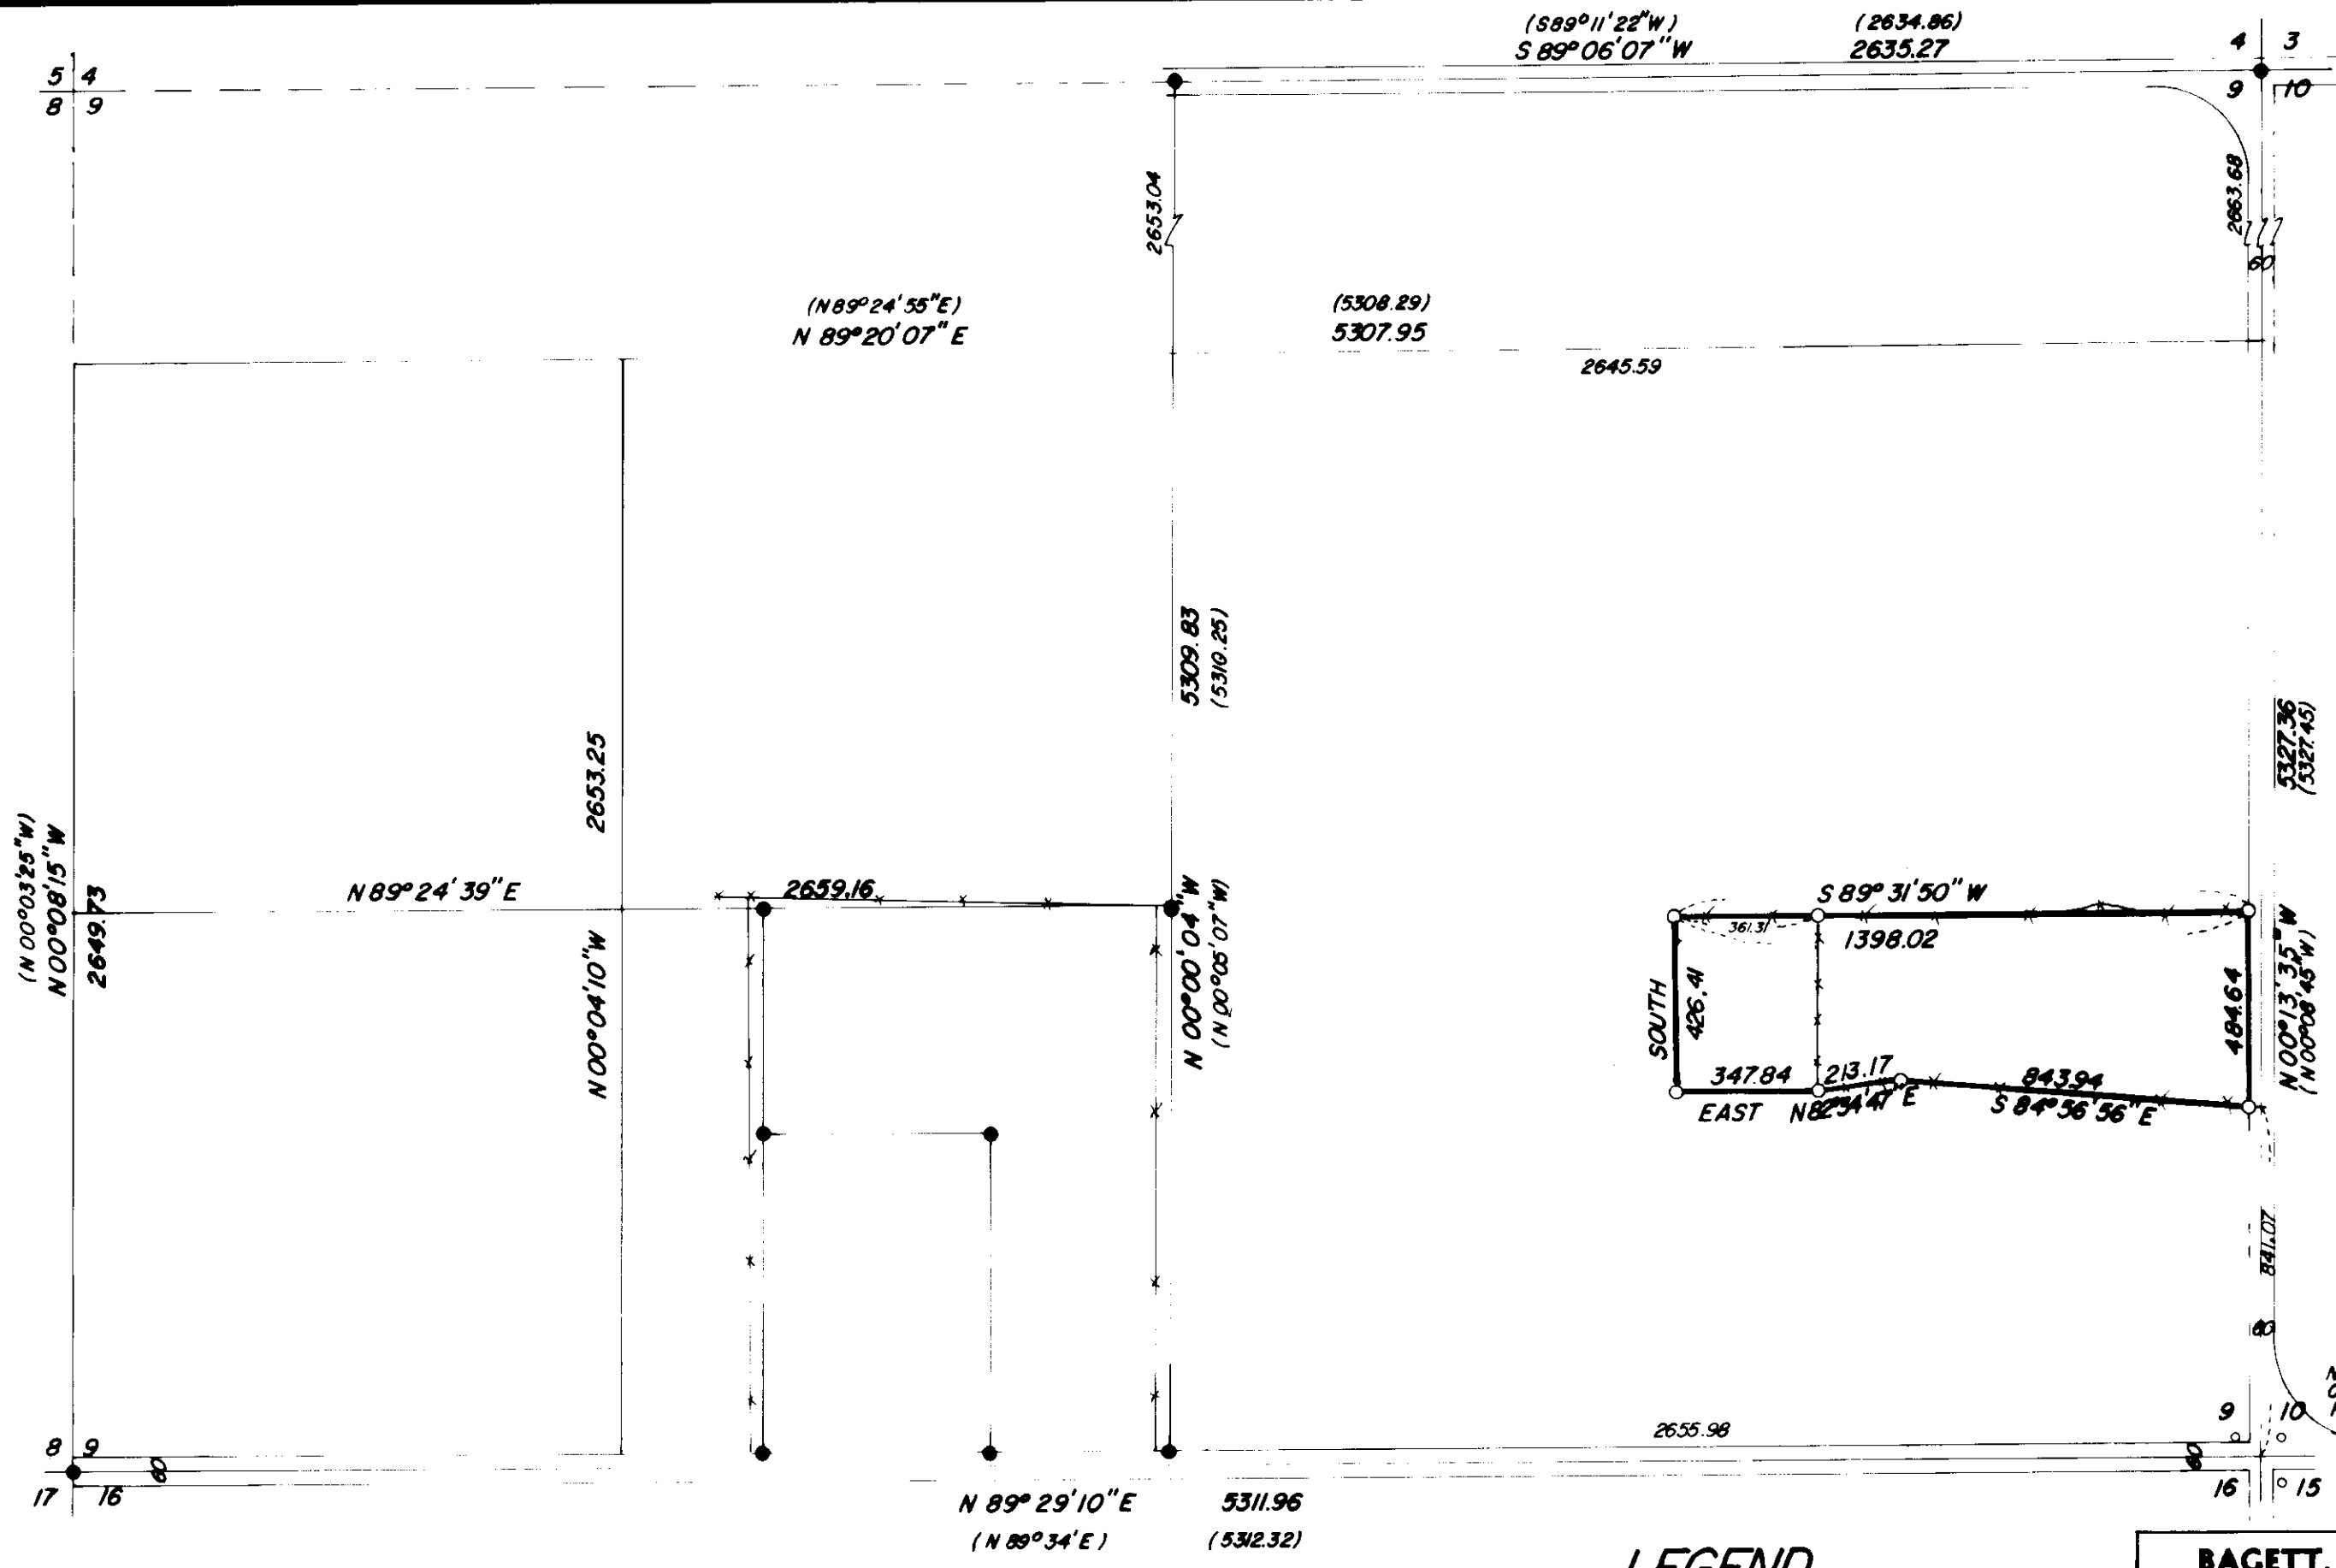 (S89°11'22"W) (2634.86)
S 89°06'07"W 2635.27
4 3
9 10
5 4
8 9
2653.04
2663.68
60
(N89°24'55"E) (5308.29)
N 89°20'07"E 5307.95
2645.59
5309.83
(5310.25)
5327.36
(5327.45)
2653.25
(N00°03'25"W)
N00°08'15"W
2649.73
N89°24'39"E
2659.16
N00°04'10"W
N 00°00'04"W
(N 00°05'07"W)
S 89°31'50"W
361.31
1398.02
SOUTH
426.41
484.64
N00°13'35"W
(N00°08'45"W)
347.84
213.17
843.94
EAST
N82°34'47"E
S 84°56'56"E
841.07
60
2655.98
9 10
16 15
60
8 9
60
17 16
N 89°29'10"E 5311.96
(N 89°34'E) (5312.32)
LEGEND
BAGETT,